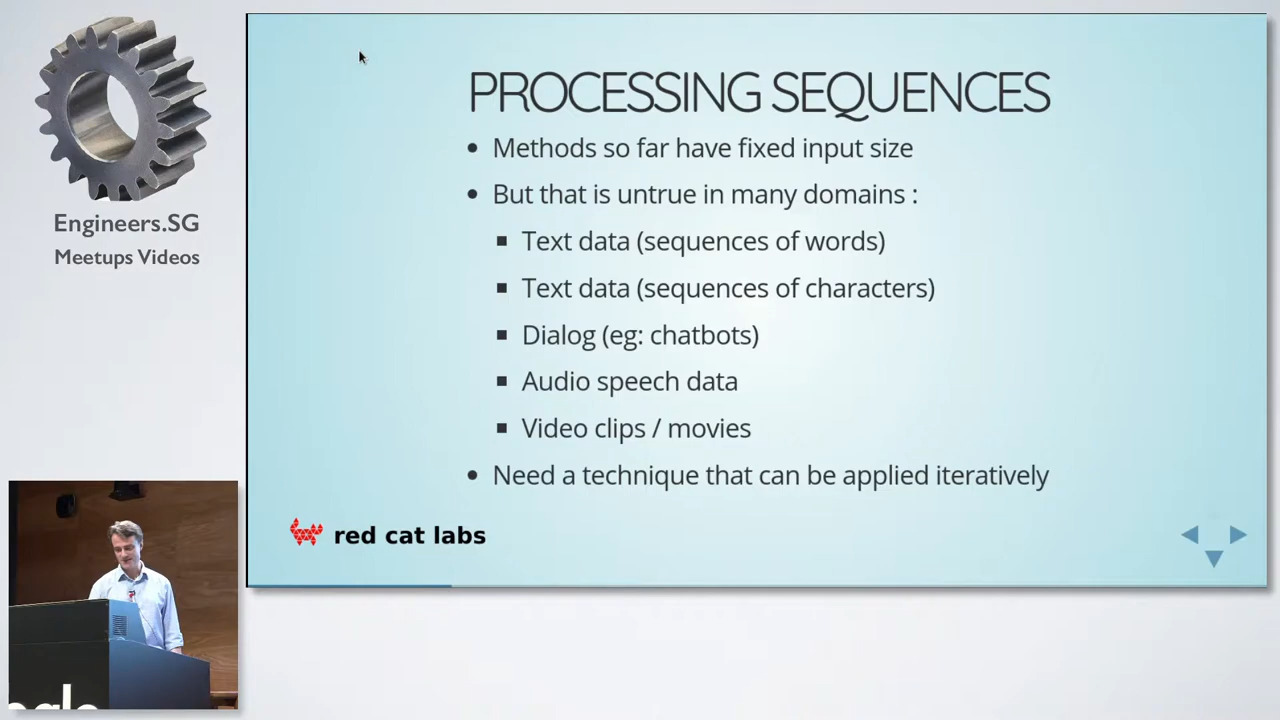 Engineers.SG
Meetups Videos
PROCESSING SEQUENCES
Methods so far have fixed input size
But that is untrue in many domains :
Text data (sequences of words)
Text data (sequences of characters)
Dialog (eg: chatbots)
Audio speech data
Video clips / movies
Need a technique that can be applied iteratively
red cat labs